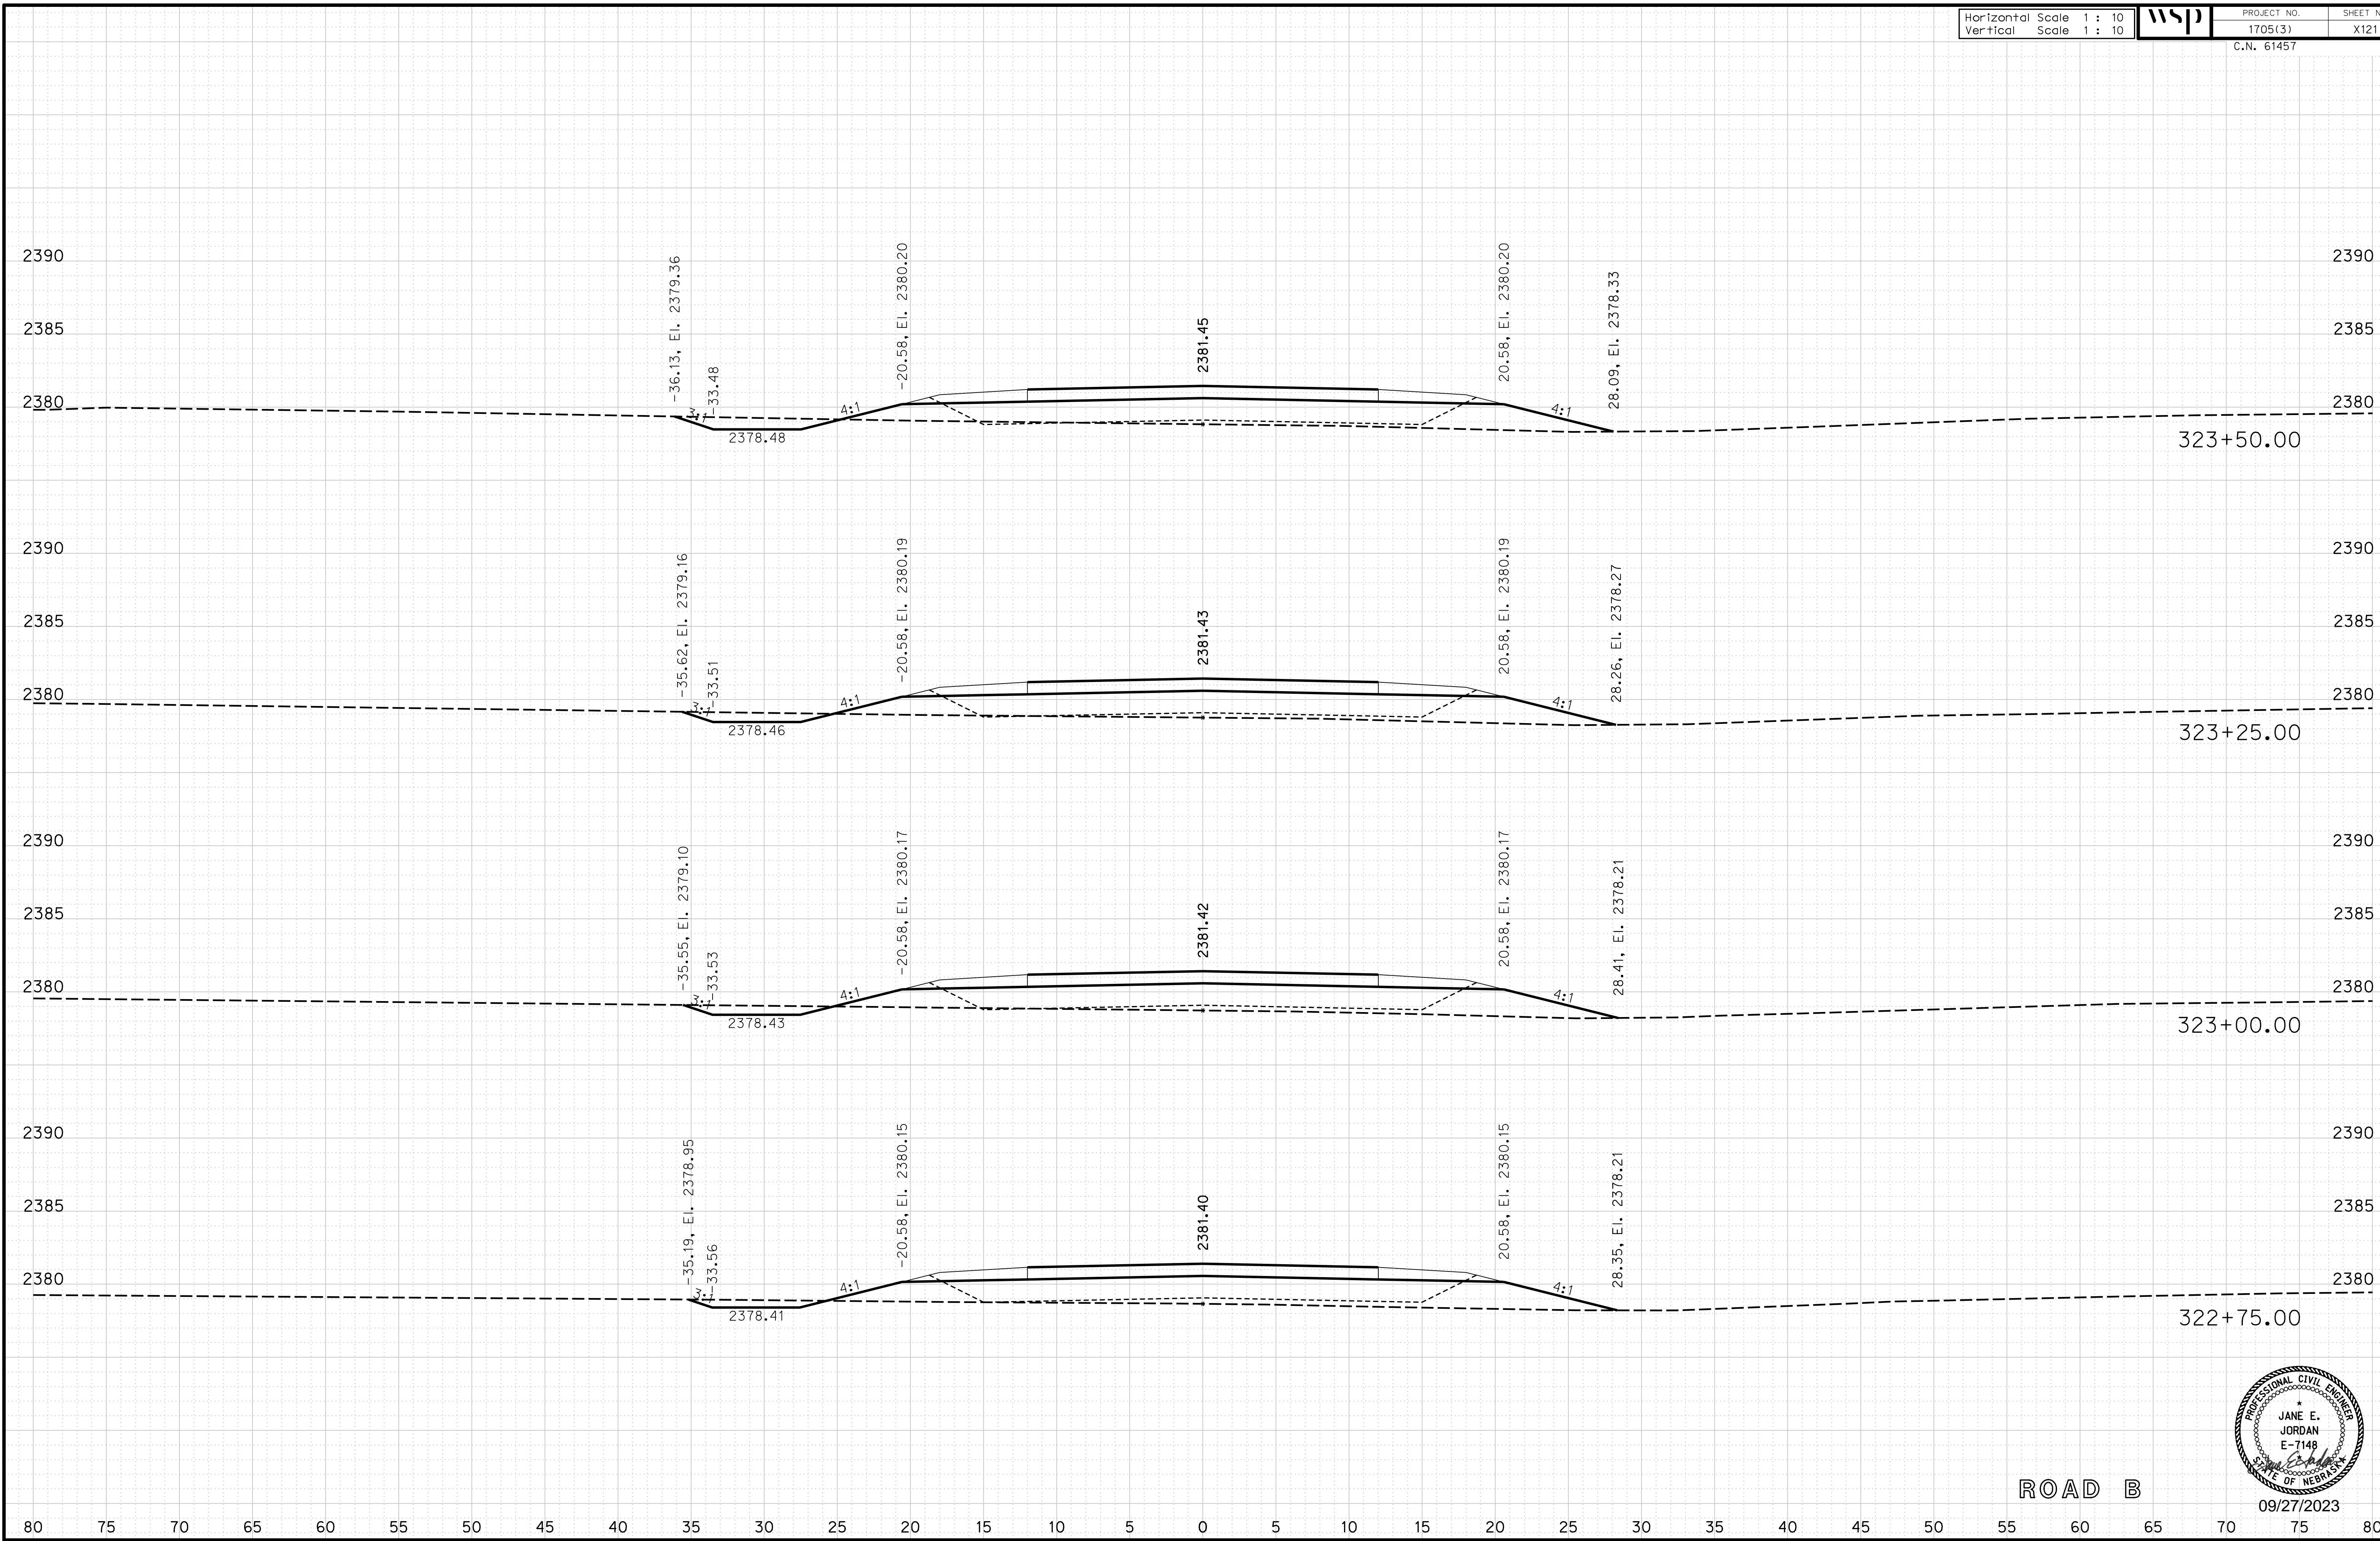 Horizontal Scale 1 : 10
Vertical Scale 1 : 10
wsp
PROJECT NO.
SHEET N
1705(3)
X121
C.N. 61457
2390
2385
2380
-36.13, El. 2379.36
-33.48
3:1
2378.48
4:1
-20.58, El. 2380.20
2381.45
20.58, El. 2380.20
4:1
28.09, El. 2378.33
2390
2385
2380
323+50.00
2390
2385
2380
-35.62, El. 2379.16
-33.51
3:1
2378.46
4:1
-20.58, El. 2380.19
2381.43
20.58, El. 2380.19
4:1
28.26, El. 2378.27
2390
2385
2380
323+25.00
2390
2385
2380
-35.55, El. 2379.10
-33.53
3:1
2378.43
4:1
-20.58, El. 2380.17
2381.42
20.58, El. 2380.17
4:1
28.41, El. 2378.21
2390
2385
2380
323+00.00
2390
2385
2380
-35.19, El. 2378.95
-33.56
3:1
2378.41
4:1
-20.58, El. 2380.15
2381.40
20.58, El. 2380.15
4:1
28.35, El. 2378.21
2390
2385
2380
322+75.00
PROFESSIONAL CIVIL ENGINEER
JANE E.
JORDAN
E-7148
STATE OF NEBRASKA
09/27/2023
ROAD B
80 75 70 65 60 55 50 45 40 35 30 25 20 15 10 5 0 5 10 15 20 25 30 35 40 45 50 55 60 65 70 75 80